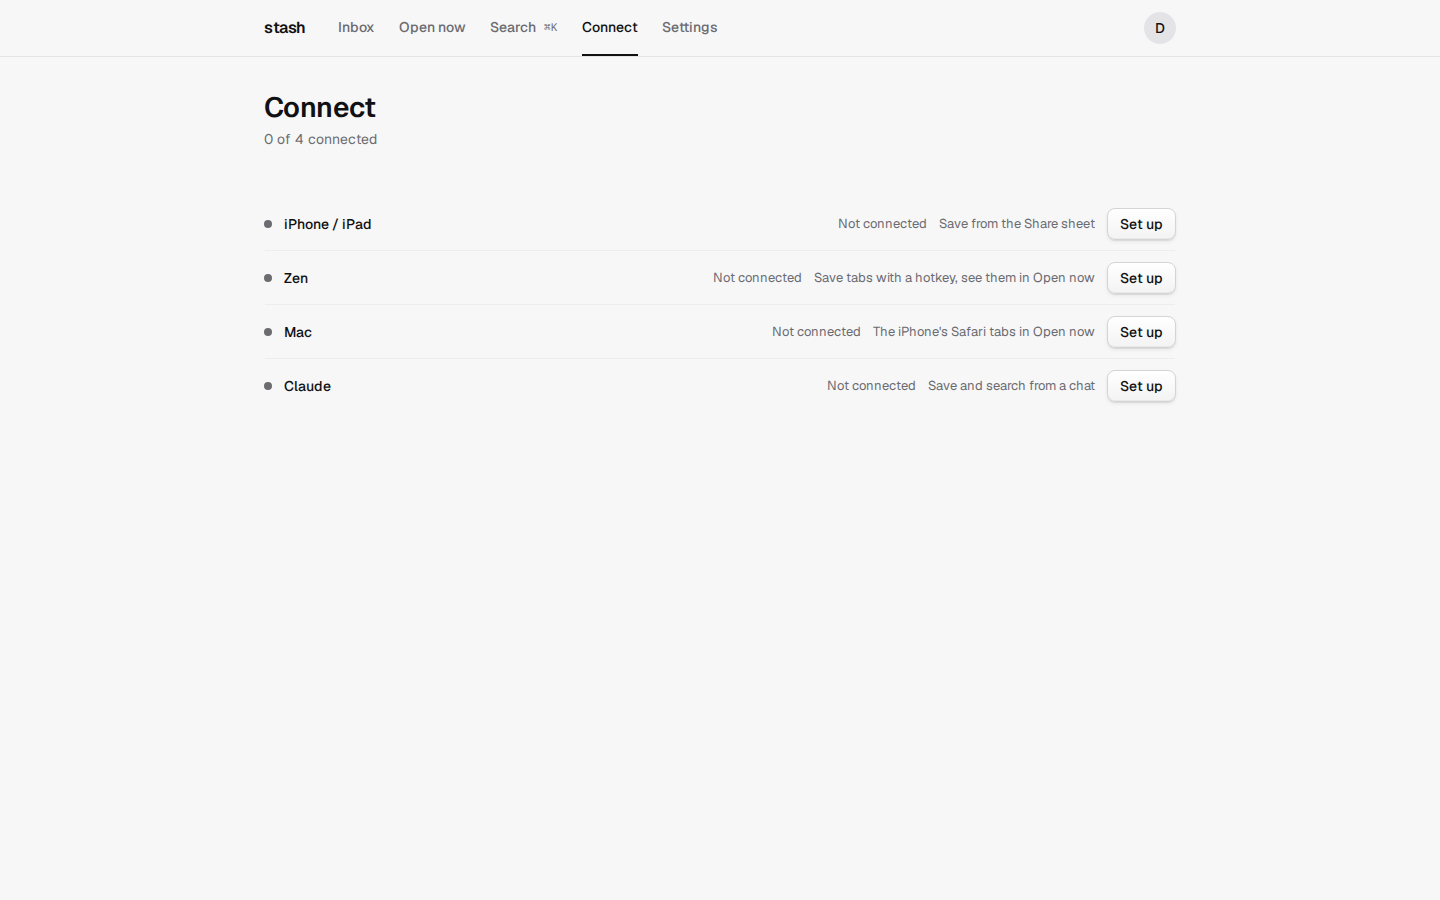 stash Inbox Open now Search ⌘K Connect Settings D
Connect
0 of 4 connected
iPhone / iPad Not connected Save from the Share sheet Set up
Zen Not connected Save tabs with a hotkey, see them in Open now Set up
Mac Not connected The iPhone's Safari tabs in Open now Set up
Claude Not connected Save and search from a chat Set up